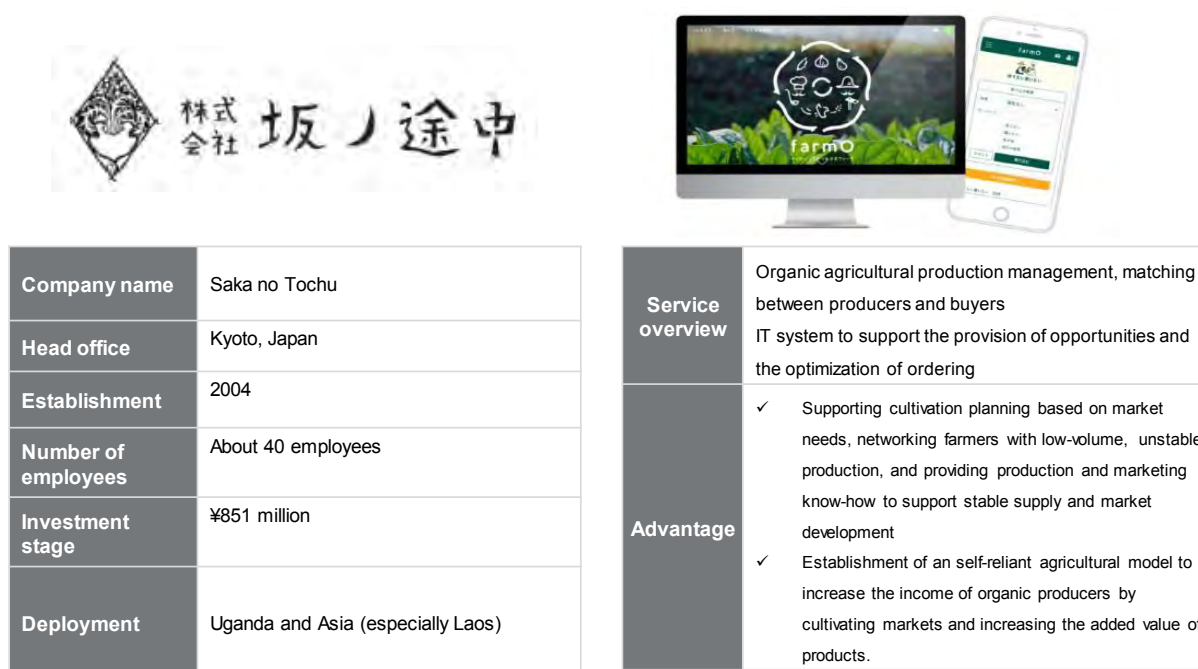 株式
会社 坂ノ途中
farmO
farmO
Company name
Saka no Tochu
Head office
Kyoto, Japan
Establishment
2004
Number of
employees
About 40 employees
Investment
stage
¥851 million
Deployment
Uganda and Asia (especially Laos)
Service
overview
Organic agricultural production management, matching
between producers and buyers
IT system to support the provision of opportunities and
the optimization of ordering
Advantage
✓ Supporting cultivation planning based on market
needs, networking farmers with low-volume, unstable
production, and providing production and marketing
know-how to support stable supply and market
development
✓ Establishment of an self-reliant agricultural model to
increase the income of organic producers by
cultivating markets and increasing the added value of
products.